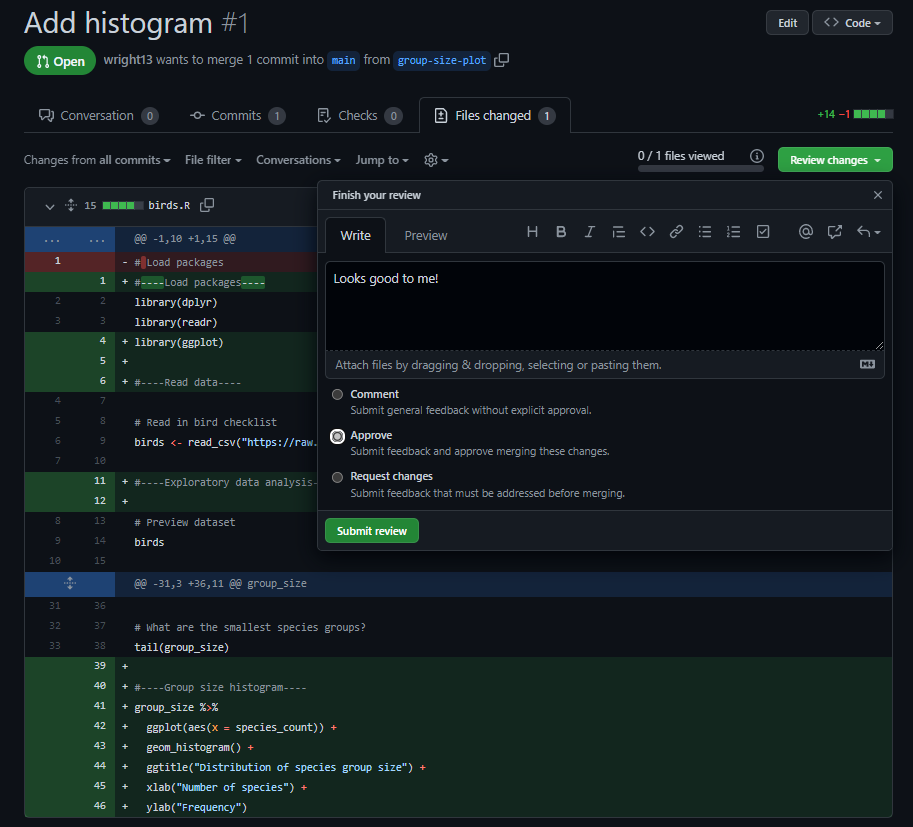 Add histogram #1
Edit
<> Code
Open
wright13 wants to merge 1 commit into main from group-size-plot
Conversation 0
Commits 1
Checks 0
Files changed 1
+14 −1
Changes from all commits
File filter
Conversations
Jump to
0 / 1 files viewed
Review changes
15 birds.R
Finish your review
Write
Preview
Looks good to me!
Attach files by dragging & dropping, selecting or pasting them.
Comment
Submit general feedback without explicit approval.
Approve
Submit feedback and approve merging these changes.
Request changes
Submit feedback that must be addressed before merging.
Submit review
... ... @@ -1,10 +1,15 @@
1 - # Load packages
1 + #----Load packages----
2 2 library(dplyr)
3 3 library(readr)
4 + library(ggplot)
5 +
6 + #----Read data----
4 7
5 8 # Read in bird checklist
6 9 birds <- read_csv("https://raw.
7 10
11 + #----Exploratory data analysis-
12 +
8 13 # Preview dataset
9 14 birds
10 15
@@ -31,3 +36,11 @@ group_size
31 36
32 37 # What are the smallest species groups?
33 38 tail(group_size)
39 +
40 + #----Group size histogram----
41 + group_size %>%
42 + ggplot(aes(x = species_count)) +
43 + geom_histogram() +
44 + ggtitle("Distribution of species group size") +
45 + xlab("Number of species") +
46 + ylab("Frequency")